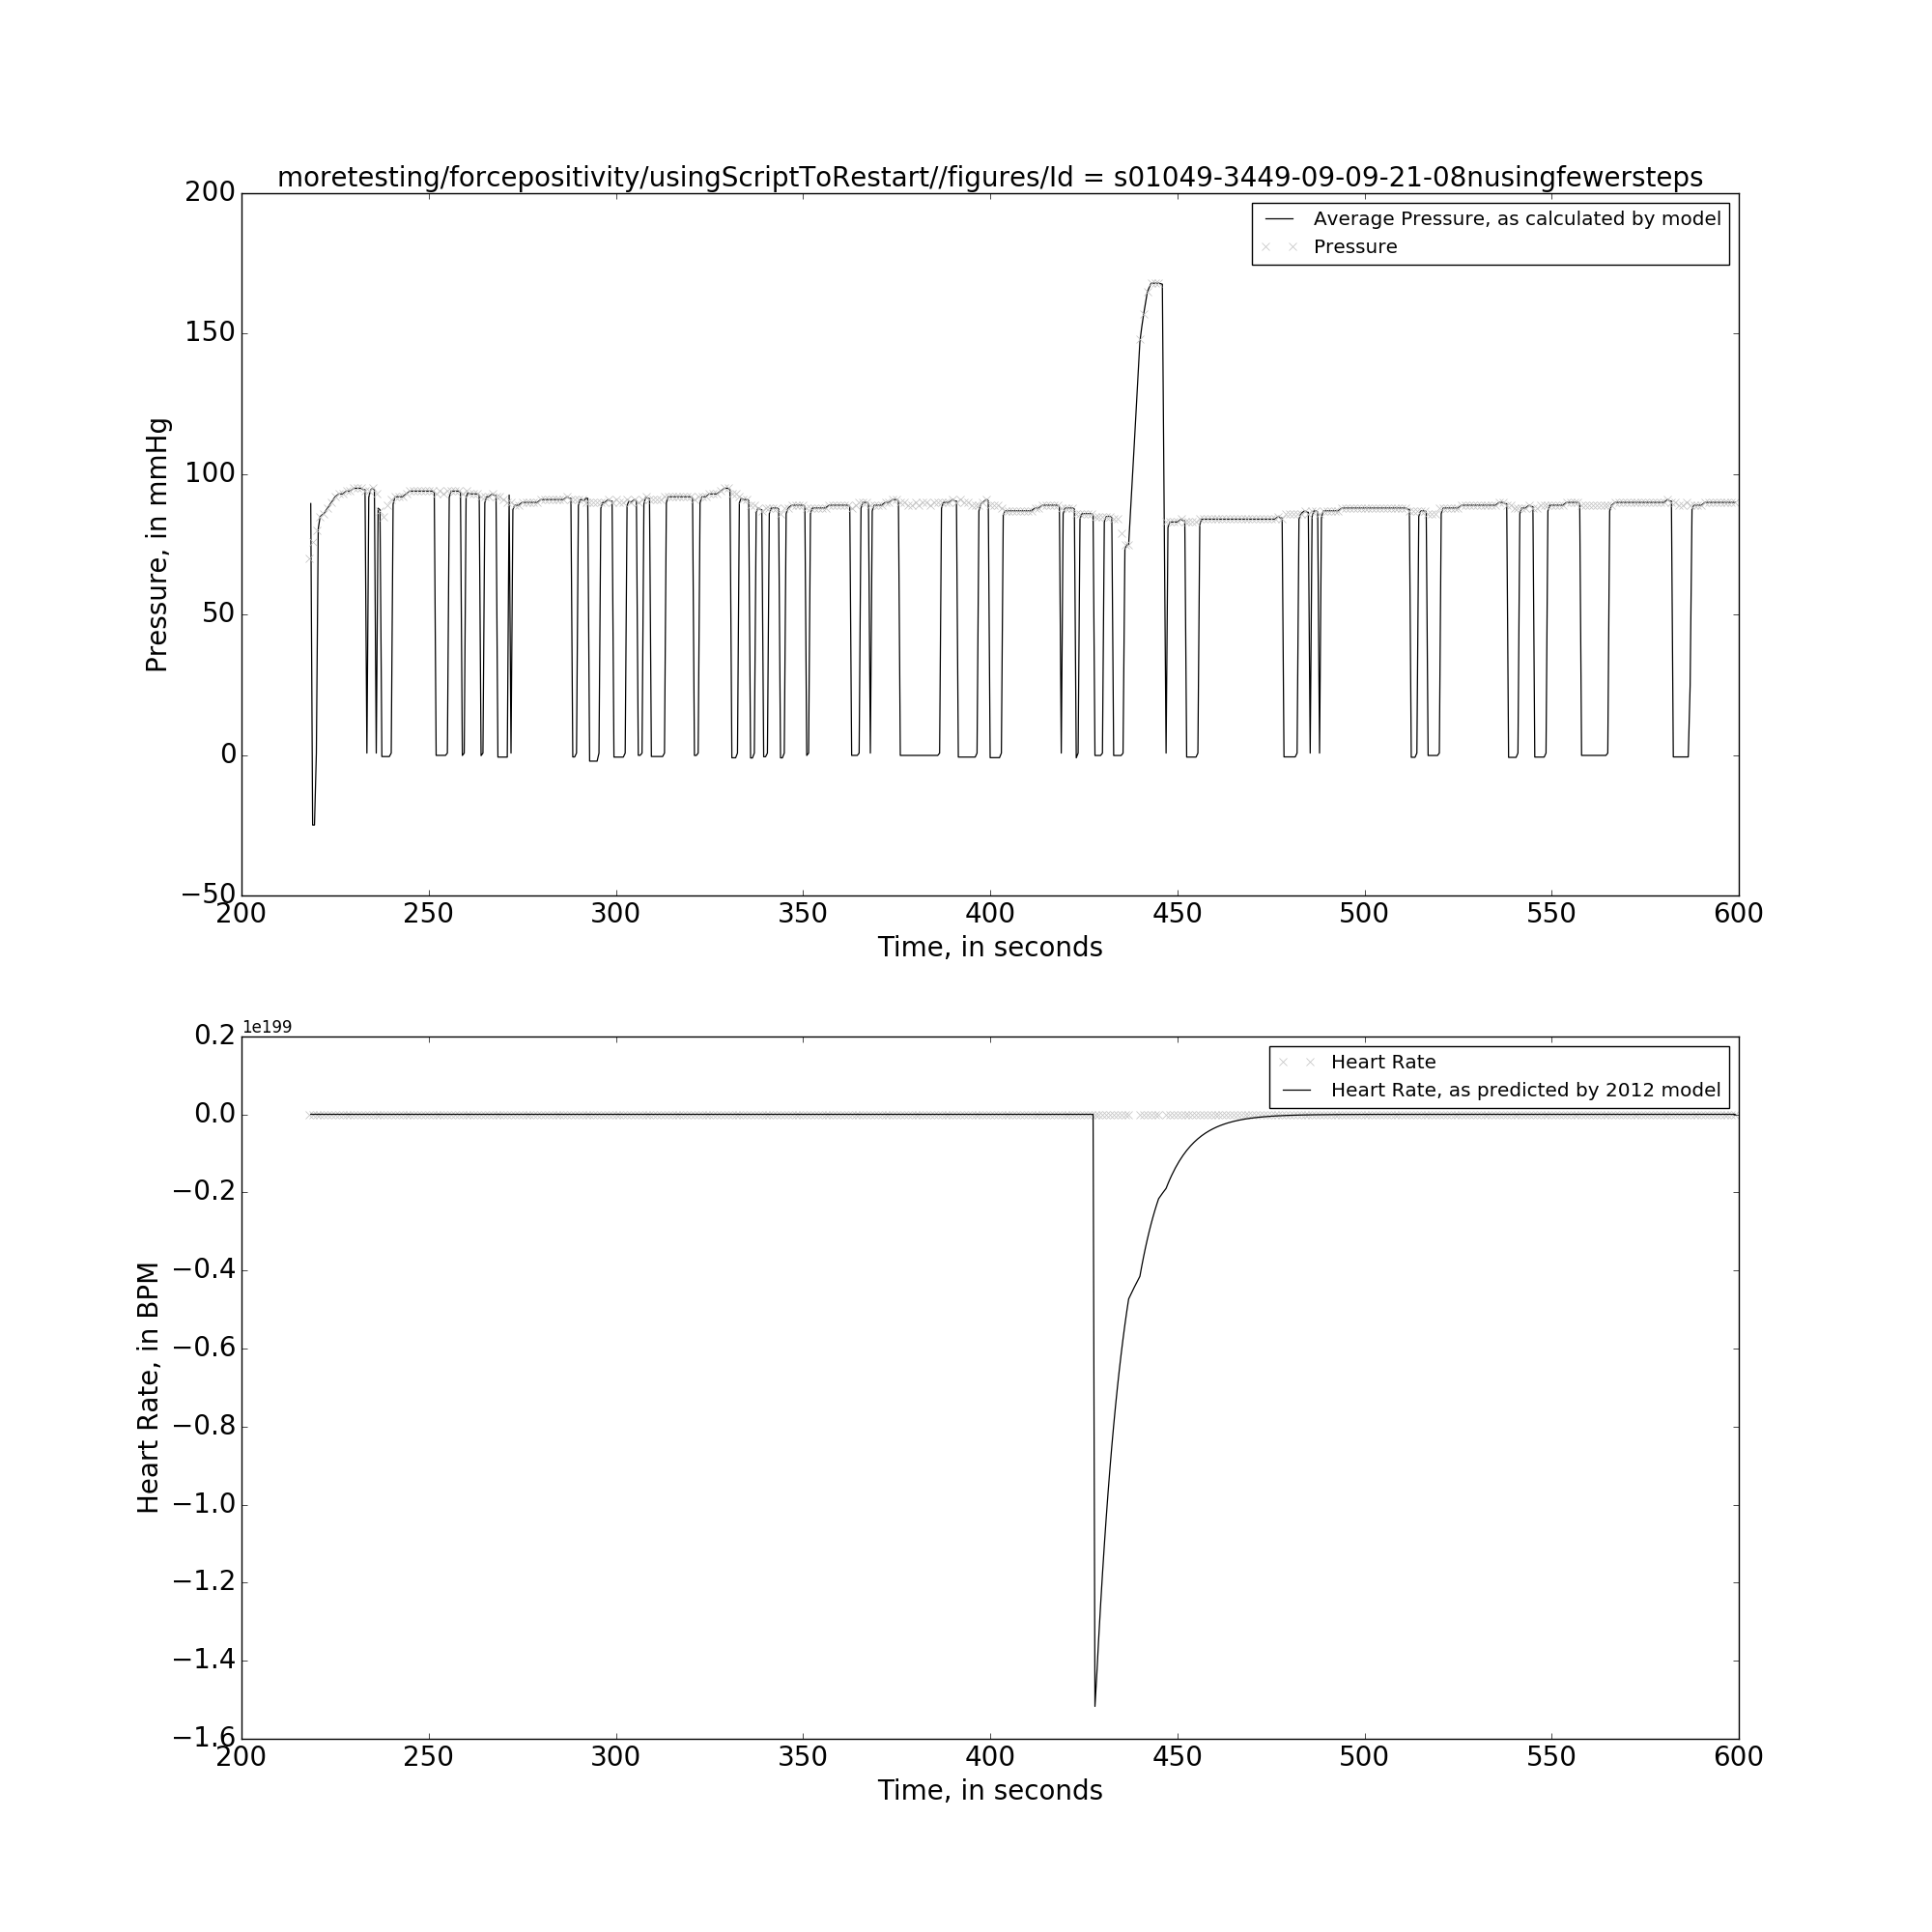 moretesting/forcepositivity/usingScriptToRestart//figures/Id = s01049-3449-09-09-21-08nusingfewersteps
200
150
100
50
0
−50
Pressure, in mmHg
Average Pressure, as calculated by model
Pressure
200 250 300 350 400 450 500 550 600
Time, in seconds
1e199
0.2
0.0
−0.2
−0.4
−0.6
−0.8
−1.0
−1.2
−1.4
−1.6
Heart Rate, in BPM
Heart Rate
Heart Rate, as predicted by 2012 model
200 250 300 350 400 450 500 550 600
Time, in seconds